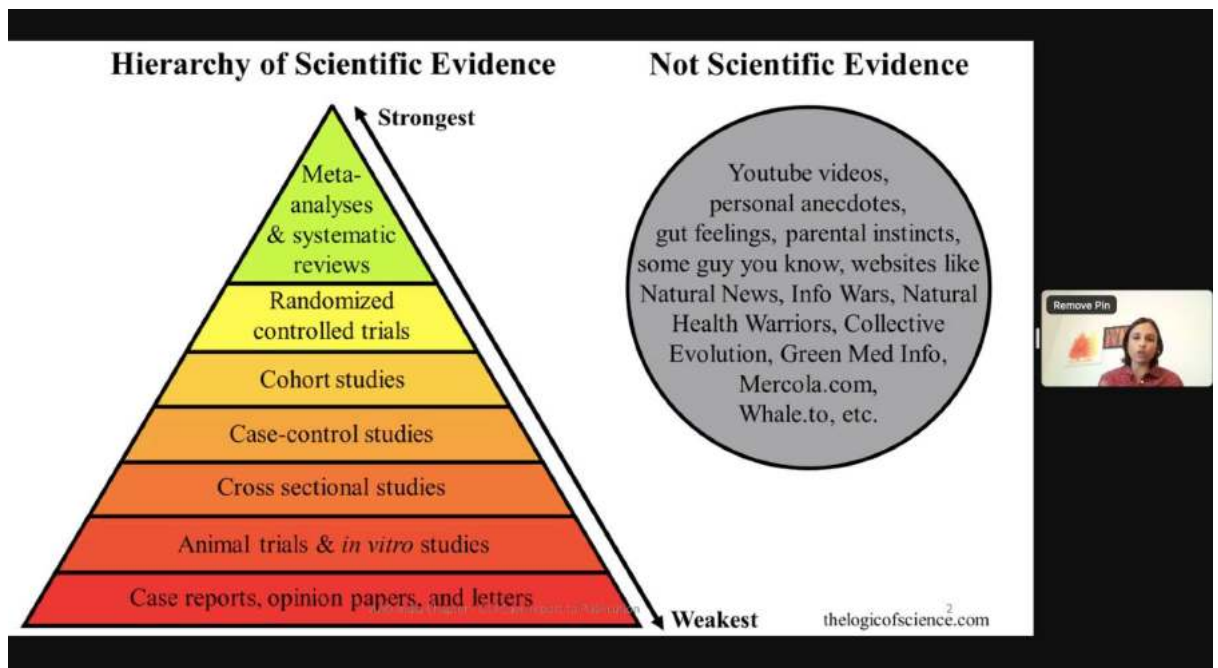 Hierarchy of Scientific Evidence
Strongest
Meta-
analyses
& systematic
reviews
Randomized
controlled trials
Cohort studies
Case-control studies
Cross sectional studies
Animal trials & in vitro studies
Case reports, opinion papers, and letters
Weakest
Not Scientific Evidence
Youtube videos,
personal anecdotes,
gut feelings, parental instincts,
some guy you know, websites like
Natural News, Info Wars, Natural
Health Warriors, Collective
Evolution, Green Med Info,
Mercola.com,
Whale.to, etc.
2
thelogicofscience.com
Remove Pin